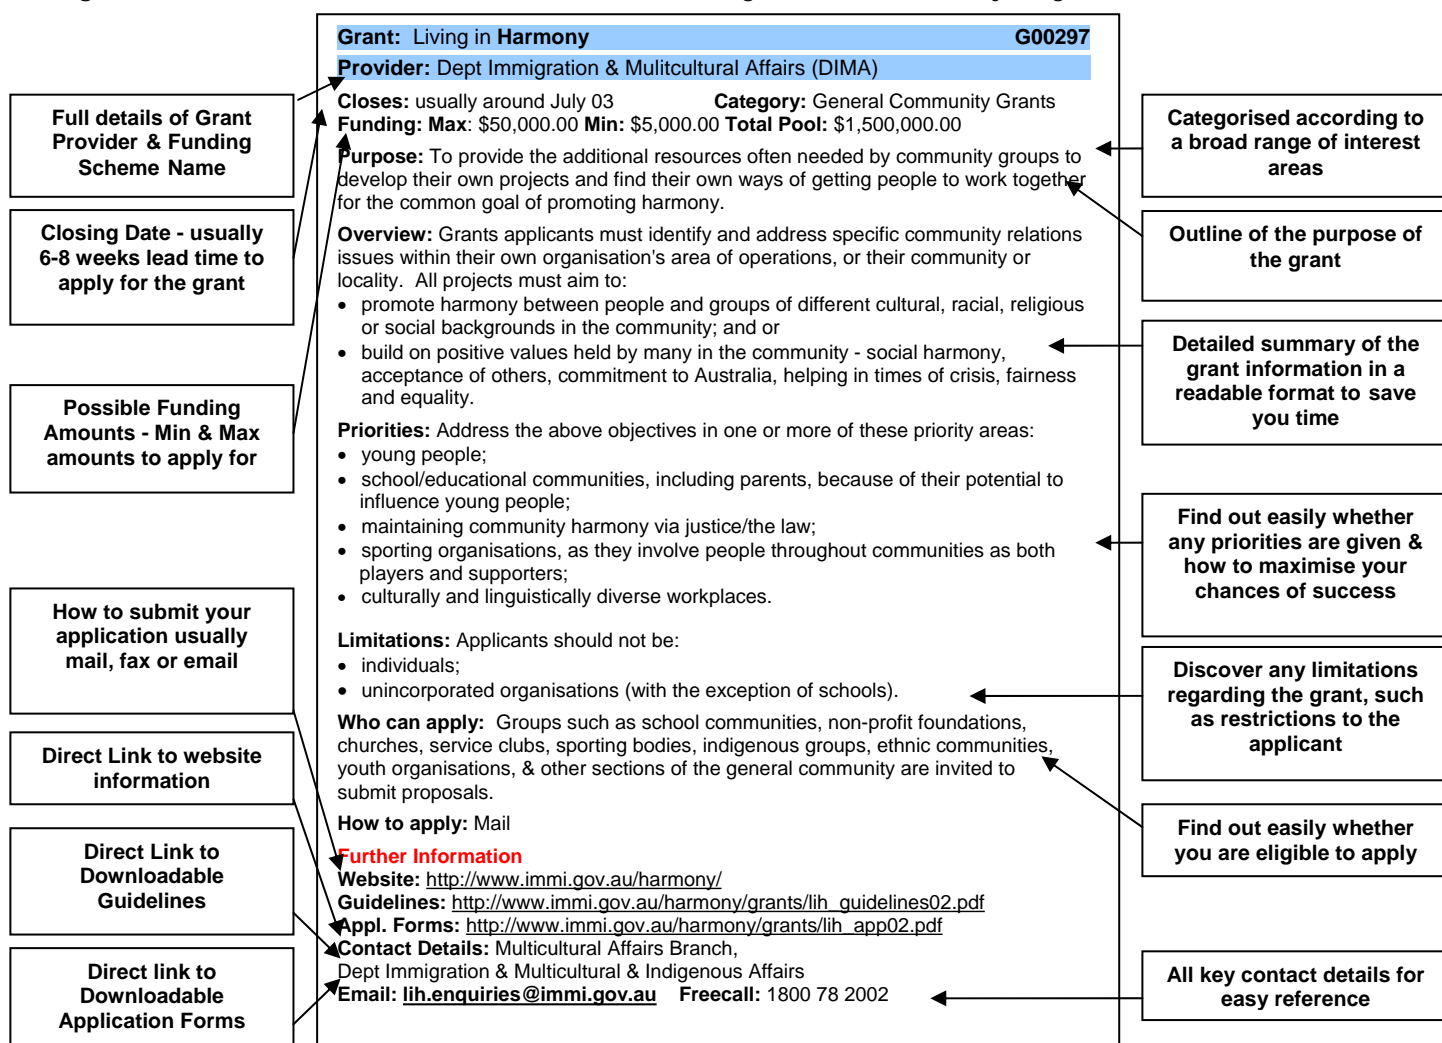 Grant: Living in Harmony G00297
Provider: Dept Immigration & Mulitcultural Affairs (DIMA)
Closes: usually around July 03 Category: General Community Grants
Funding: Max: $50,000.00 Min: $5,000.00 Total Pool: $1,500,000.00
Purpose: To provide the additional resources often needed by community groups to
develop their own projects and find their own ways of getting people to work together
for the common goal of promoting harmony.
Overview: Grants applicants must identify and address specific community relations
issues within their own organisation's area of operations, or their community or
locality. All projects must aim to:
• promote harmony between people and groups of different cultural, racial, religious
or social backgrounds in the community; and or
• build on positive values held by many in the community - social harmony,
acceptance of others, commitment to Australia, helping in times of crisis, fairness
and equality.
Priorities: Address the above objectives in one or more of these priority areas:
• young people;
• school/educational communities, including parents, because of their potential to
influence young people;
• maintaining community harmony via justice/the law;
• sporting organisations, as they involve people throughout communities as both
players and supporters;
• culturally and linguistically diverse workplaces.
Limitations: Applicants should not be:
• individuals;
• unincorporated organisations (with the exception of schools).
Who can apply: Groups such as school communities, non-profit foundations,
churches, service clubs, sporting bodies, indigenous groups, ethnic communities,
youth organisations, & other sections of the general community are invited to
submit proposals.
How to apply: Mail
Further Information
Website: http://www.immi.gov.au/harmony/
Guidelines: http://www.immi.gov.au/harmony/grants/lih_guidelines02.pdf
Appl. Forms: http://www.immi.gov.au/harmony/grants/lih_app02.pdf
Contact Details: Multicultural Affairs Branch,
Dept Immigration & Multicultural & Indigenous Affairs
Email: lih.enquiries@immi.gov.au Freecall: 1800 78 2002
Full details of Grant
Provider & Funding
Scheme Name
Closing Date - usually
6-8 weeks lead time to
apply for the grant
Possible Funding
Amounts - Min & Max
amounts to apply for
How to submit your
application usually
mail, fax or email
Direct Link to website
information
Direct Link to
Downloadable
Guidelines
Direct link to
Downloadable
Application Forms
Categorised according to
a broad range of interest
areas
Outline of the purpose of
the grant
Detailed summary of the
grant information in a
readable format to save
you time
Find out easily whether
any priorities are given &
how to maximise your
chances of success
Discover any limitations
regarding the grant, such
as restrictions to the
applicant
Find out easily whether
you are eligible to apply
All key contact details for
easy reference